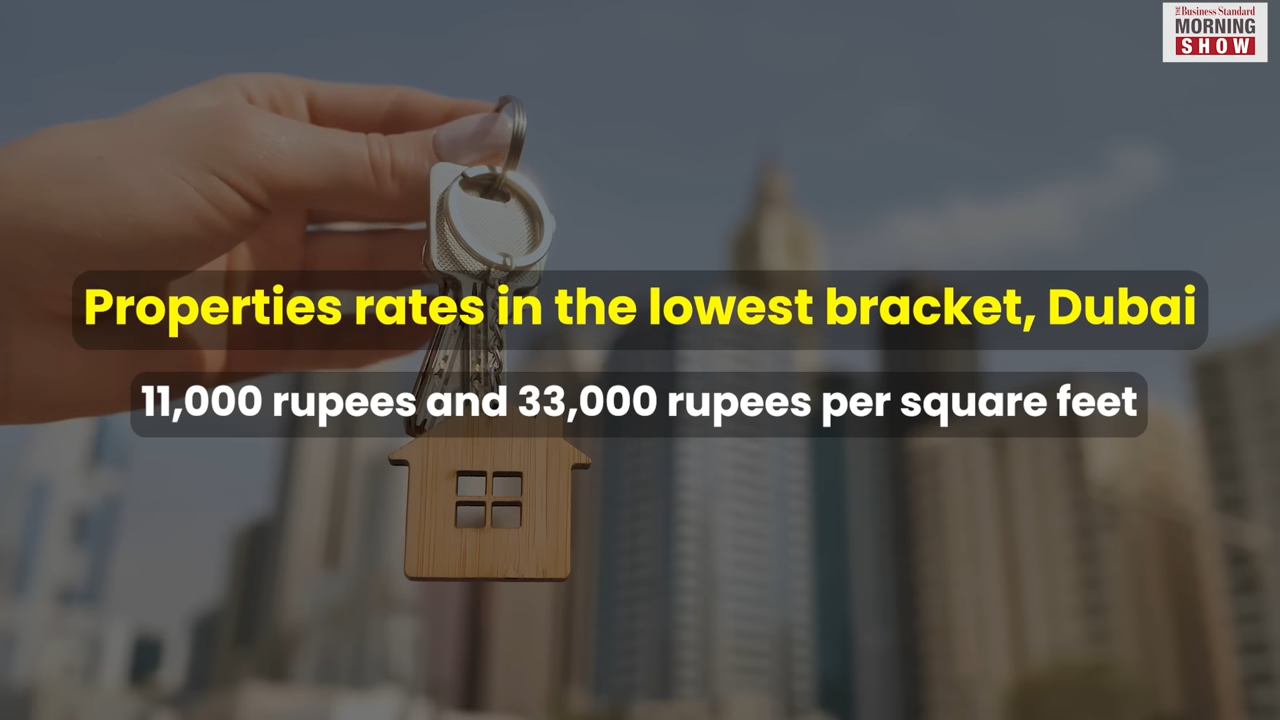 THE Business Standard
MORNING
SHOW
Properties rates in the lowest bracket, Dubai
11,000 rupees and 33,000 rupees per square feet